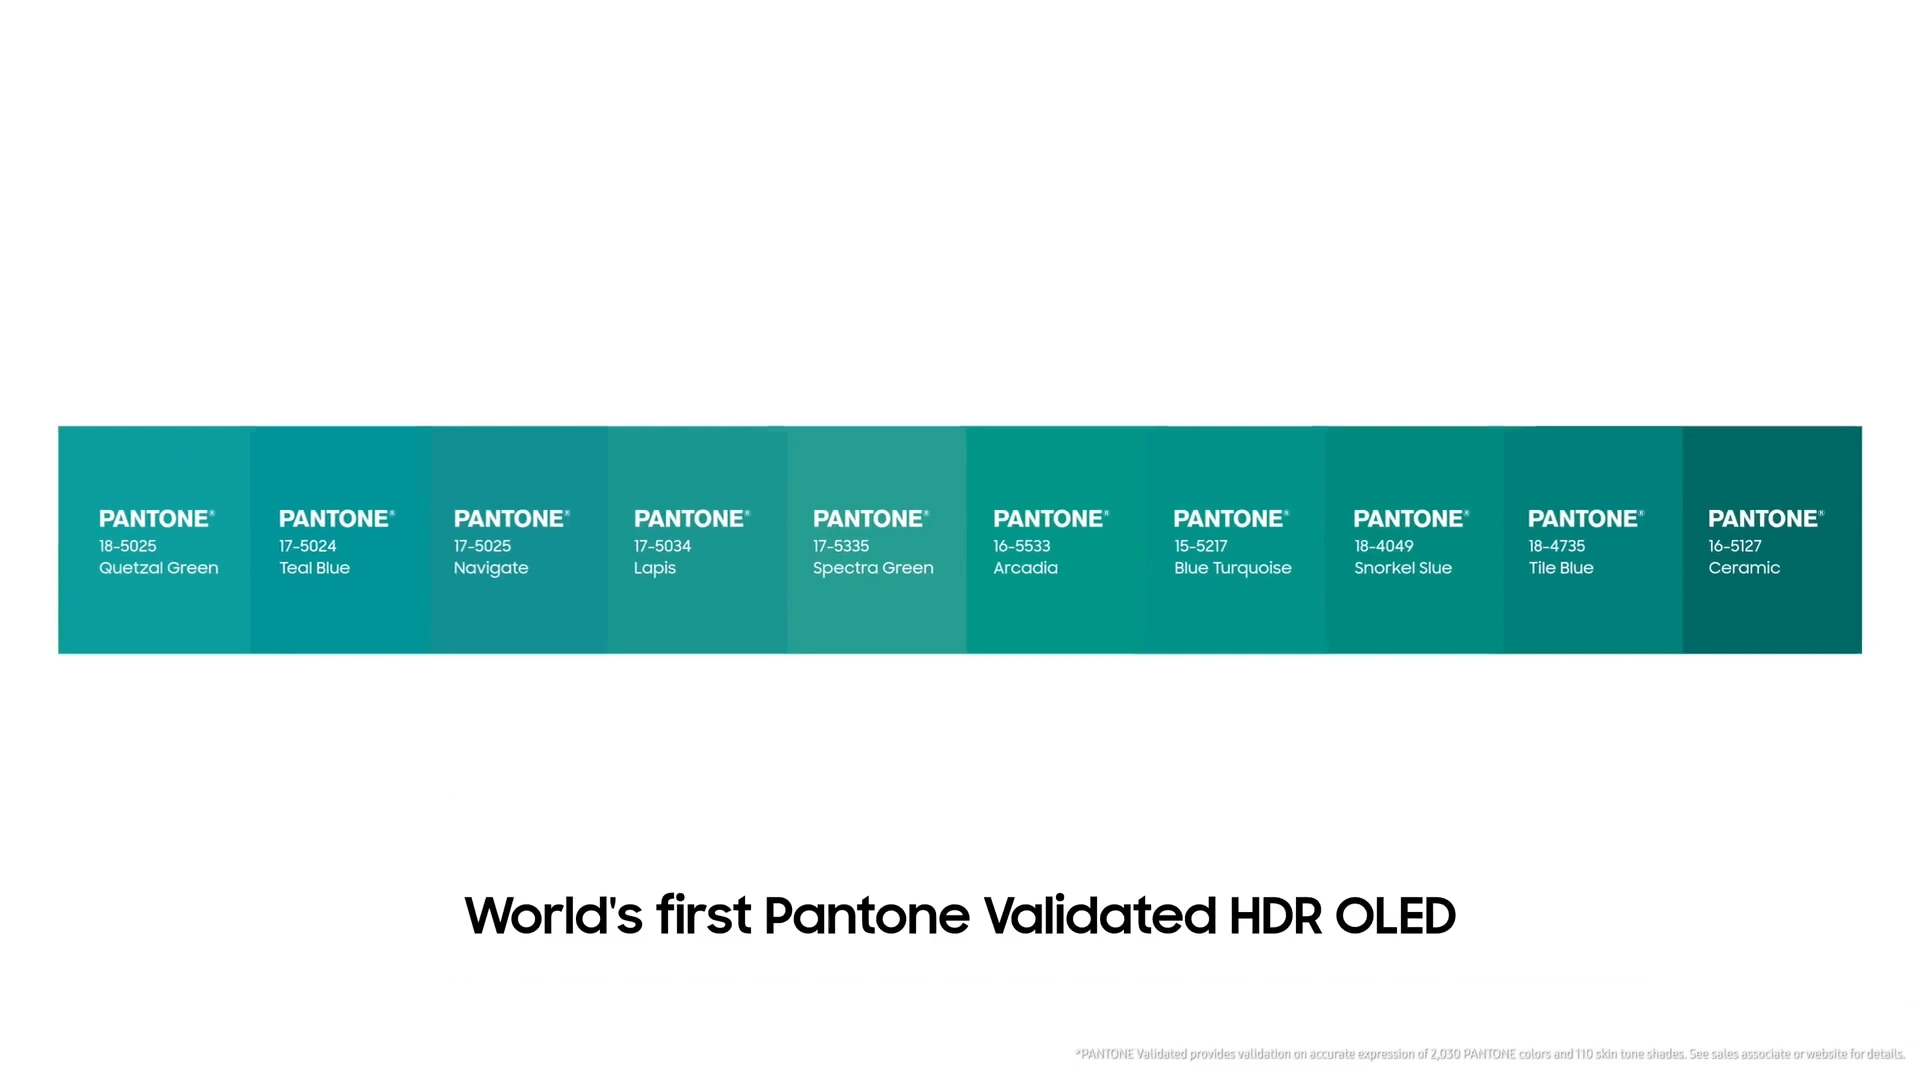 PANTONE®
18-5025
Quetzal Green
PANTONE®
17-5024
Teal Blue
PANTONE®
17-5025
Navigate
PANTONE®
17-5034
Lapis
PANTONE®
17-5335
Spectra Green
PANTONE®
16-5533
Arcadia
PANTONE®
15-5217
Blue Turquoise
PANTONE®
18-4049
Snorkel Slue
PANTONE®
18-4735
Tile Blue
PANTONE®
16-5127
Ceramic
World's first Pantone Validated HDR OLED
*PANTONE Validated provides validation on accurate expression of 2,030 PANTONE colors and 110 skin tone shades. See sales associate or website for details.